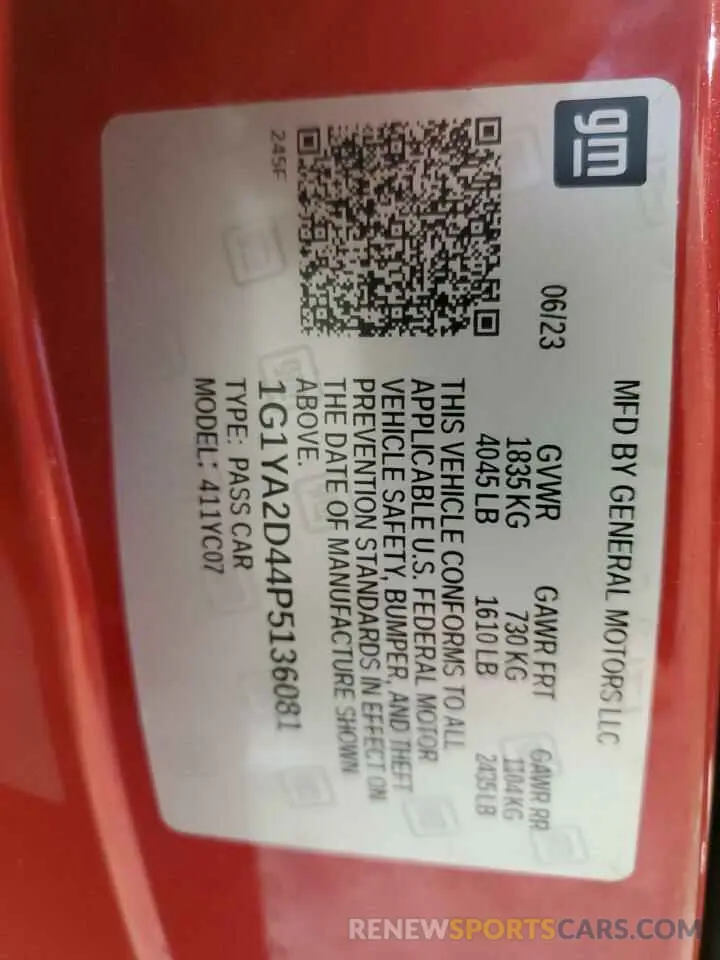 gm
MFD BY GENERAL MOTORS LLC
06/23
GVWR GAWR FRT GAWR RR
1835 KG 730 KG 1104 KG
4045 LB 1610 LB 2435 LB
THIS VEHICLE CONFORMS TO ALL
APPLICABLE U.S. FEDERAL MOTOR
VEHICLE SAFETY, BUMPER, AND THEFT
PREVENTION STANDARDS IN EFFECT ON
THE DATE OF MANUFACTURE SHOWN
ABOVE.
1G1YA2D44P5136081
TYPE: PASS CAR
MODEL: 411YC07
245F
RENEWSPORTSCARS.COM